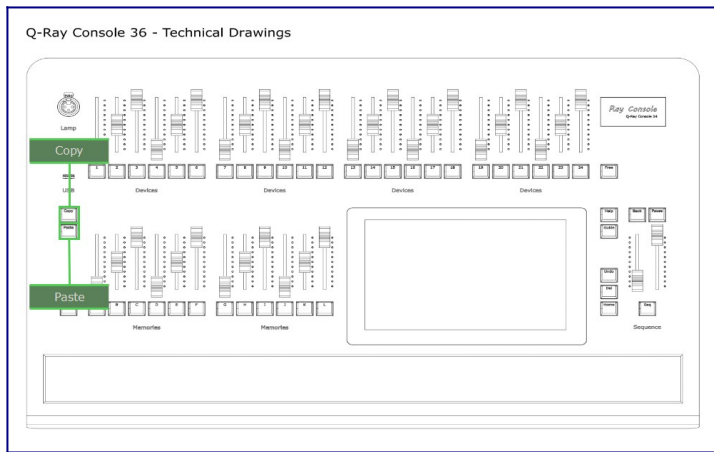 Q-Ray Console 36 - Technical Drawings
Lamp
Ray Console
Q-Ray Console 36
Copy
1 2 3 4 5 6
7 8 9 10 11 12
13 14 15 16 17 18
19 20 21 22 23 24
Free
USB
Devices
Devices
Devices
Devices
Copy
Paste
Help
Back
Pause
Undo
Del
Home
Seq
Paste
B C D E F
G H I J K L
Memories
Memories
Sequence